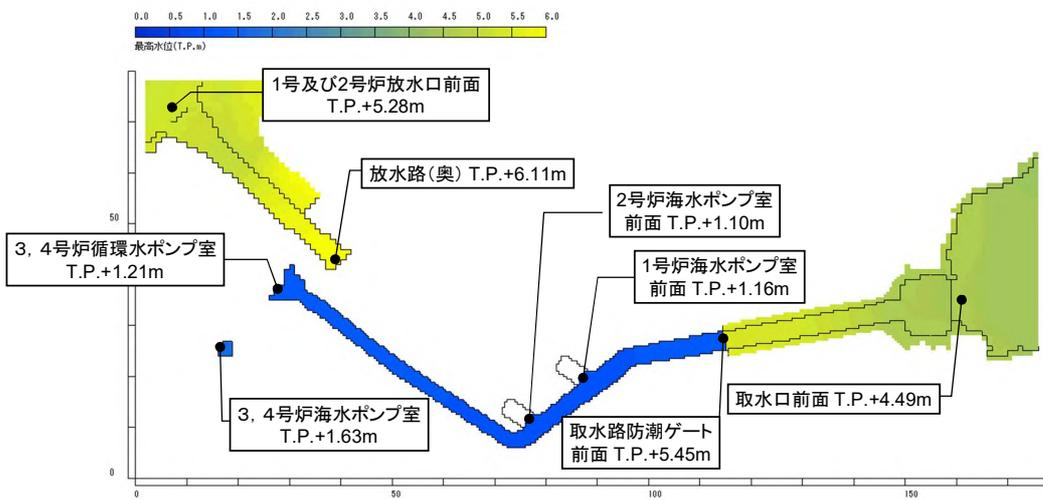 0.0 0.5 1.0 1.5 2.0 2.5 3.0 3.5 4.0 4.5 5.0 5.5 6.0
最高水位(T.P.m)
1号及び2号炉放水口前面
T.P.+5.28m
放水路(奥) T.P.+6.11m
2号炉海水ポンプ室
前面 T.P.+1.10m
50
3,4号炉循環水ポンプ室
T.P.+1.21m
1号炉海水ポンプ室
前面 T.P.+1.16m
取水口前面 T.P.+4.49m
3,4号炉海水ポンプ室
T.P.+1.63m
取水路防潮ゲート
前面 T.P.+5.45m
0
0 50 100 150